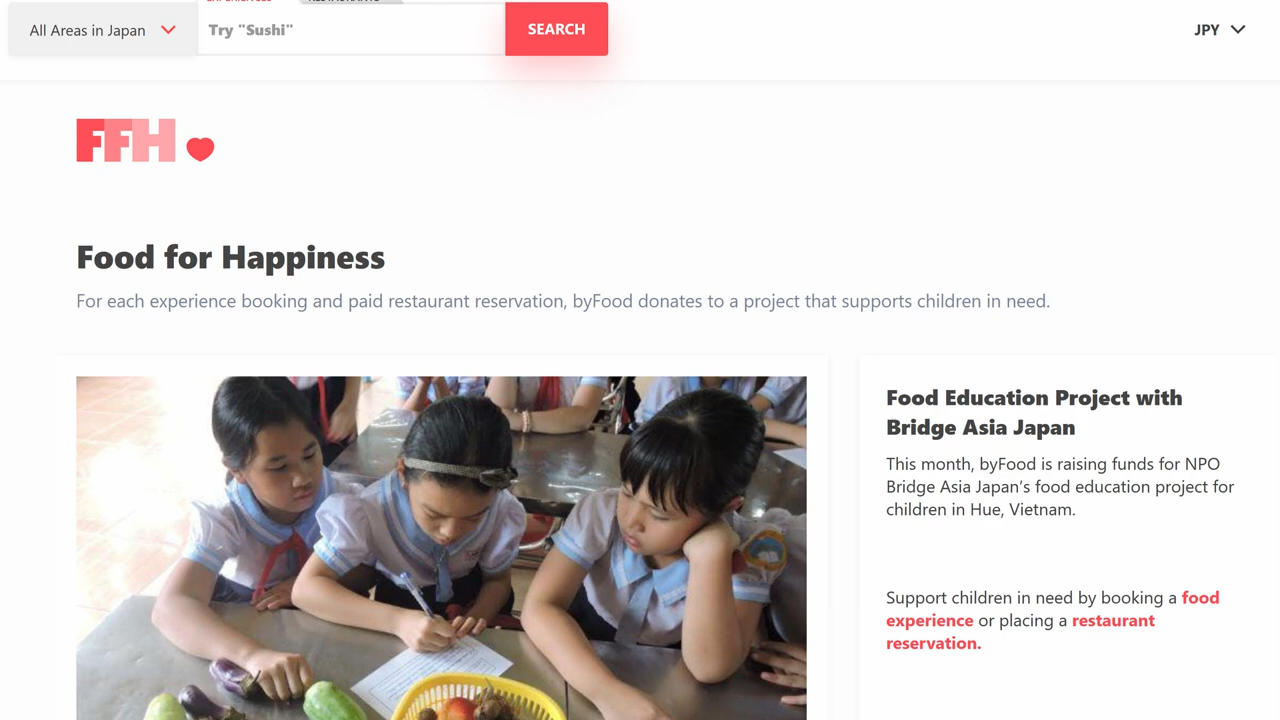 All Areas in Japan
Try "Sushi"
SEARCH
JPY
FFH
Food for Happiness
For each experience booking and paid restaurant reservation, byFood donates to a project that supports children in need.
Food Education Project with
Bridge Asia Japan
This month, byFood is raising funds for NPO
Bridge Asia Japan’s food education project for
children in Hue, Vietnam.
Support children in need by booking a food
experience or placing a restaurant
reservation.